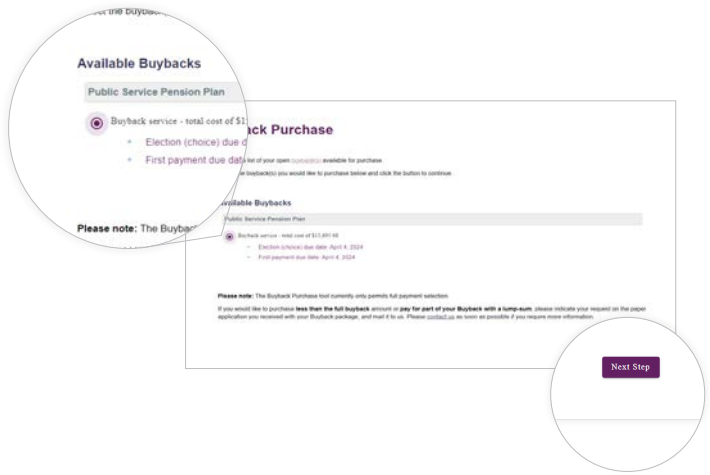 Available Buybacks
Public Service Pension Plan
Buyback service - total cost of $1
Election (choice) due
First payment due date
Please note: The Buyba
Purchase
list of your open buyback(s) available for purchase
buyback(s) you would like to purchase below and click the button to continue
Available Buybacks
Public Service Pension Plan
Buyback service - total cost of
Election (choice) due date: April 4, 2024
First payment due date: April 4, 2024
Please note: The Buyback Purchase tool currently only permits full payment selection.
If you would like to purchase less than the full buyback amount or pay for part of your Buyback with a lump-sum, please indicate your request on the paper
application you received with your Buyback package, and mail it to us. Please contact us as soon as possible if you require more information.
Next Step